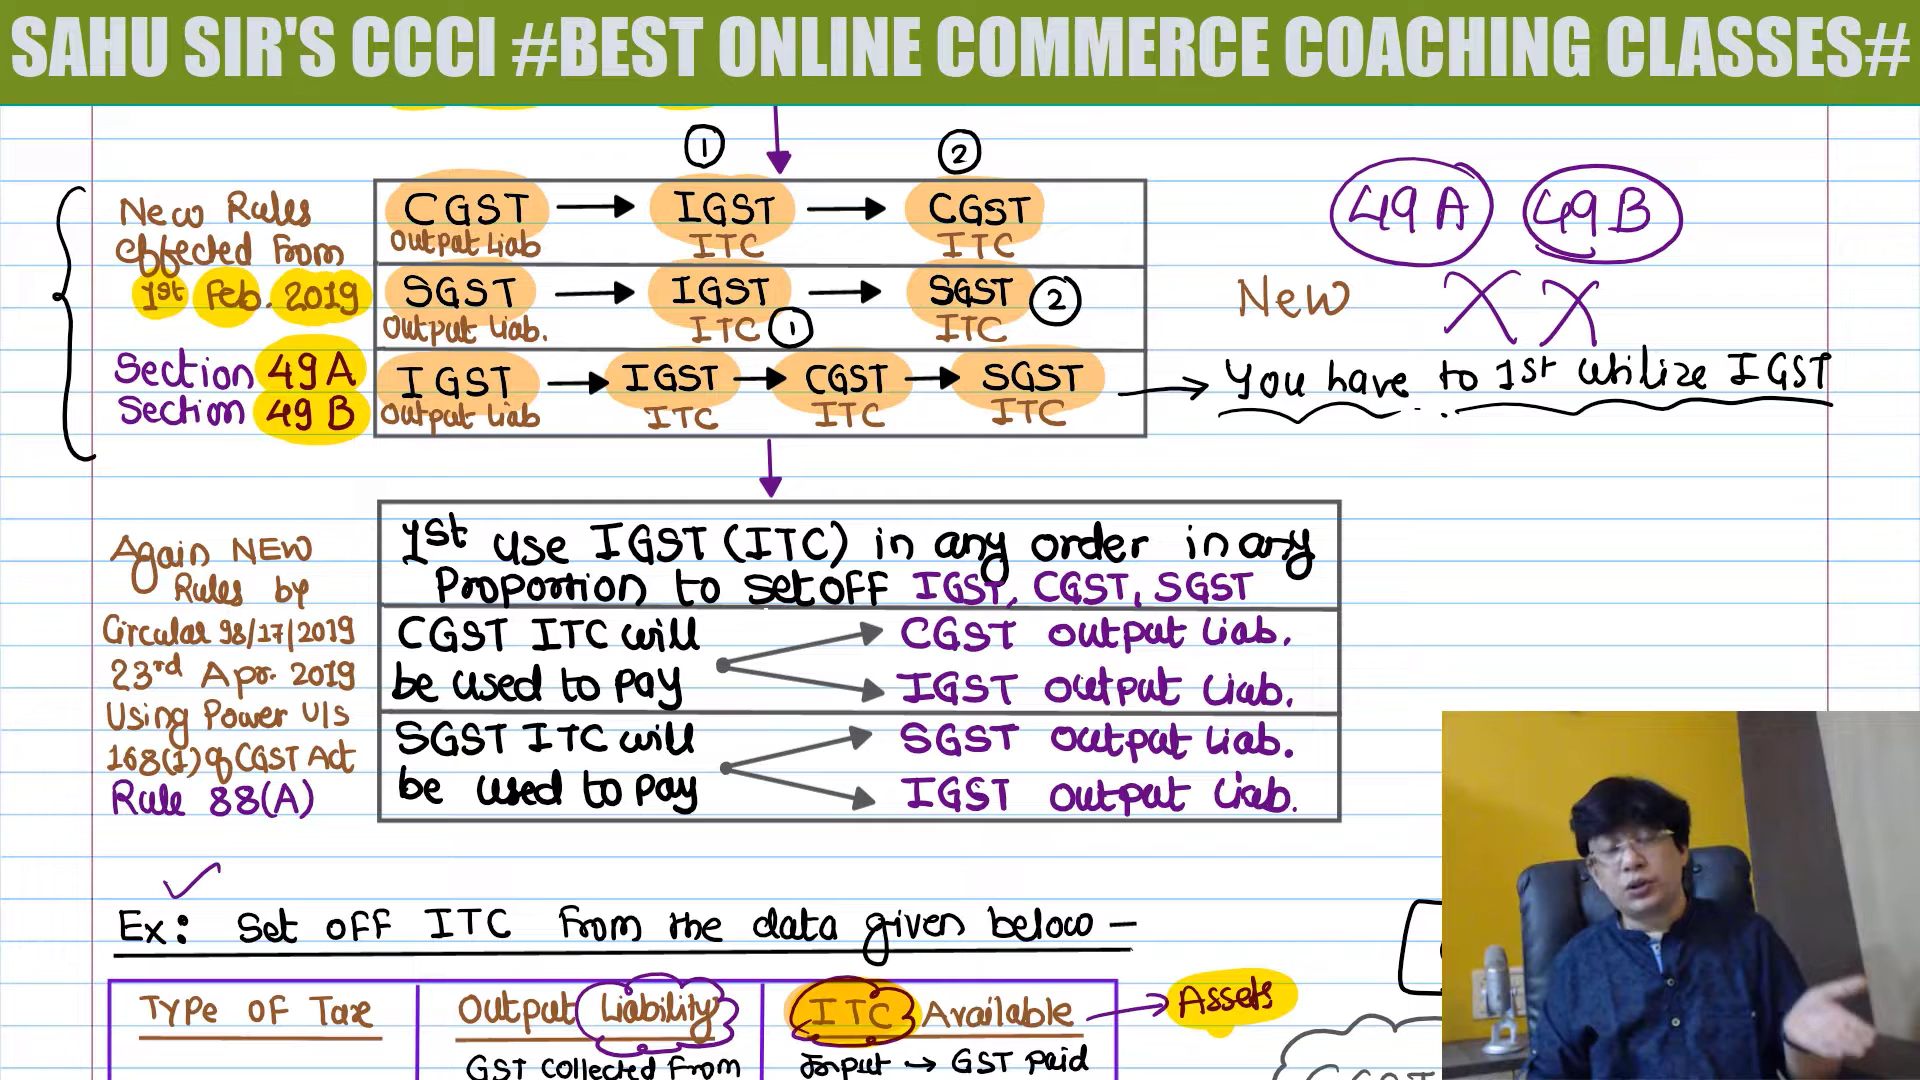 SAHU SIR'S CCCI #BEST ONLINE COMMERCE COACHING CLASSES#
1 2
New Rules
effected from
1st Feb. 2019
Section 49A
Section 49B
CGST → IGST → CGST
Output Liab ITC ITC
SGST → IGST → SGST 2
Output Liab. ITC 1 ITC
IGST → IGST → CGST → SGST
Output Liab ITC ITC ITC
49A 49B
New X X
You have to 1st utilize IGST
Again NEW
Rules by
Circular 98/17/2019
23rd Apr. 2019
Using Power U/s
168(1) of CGST Act
Rule 88(A)
1st use IGST (ITC) in any order in any
Proportion to setoff IGST, CGST, SGST
CGST ITC will
be used to pay
CGST output Liab.
IGST output Liab.
SGST ITC will
be used to pay
SGST output Liab.
IGST output Liab.
Ex: Set off ITC from the data given below –
Type of Tax Output Liability ITC Available → Assets
GST collected from Input → GST paid